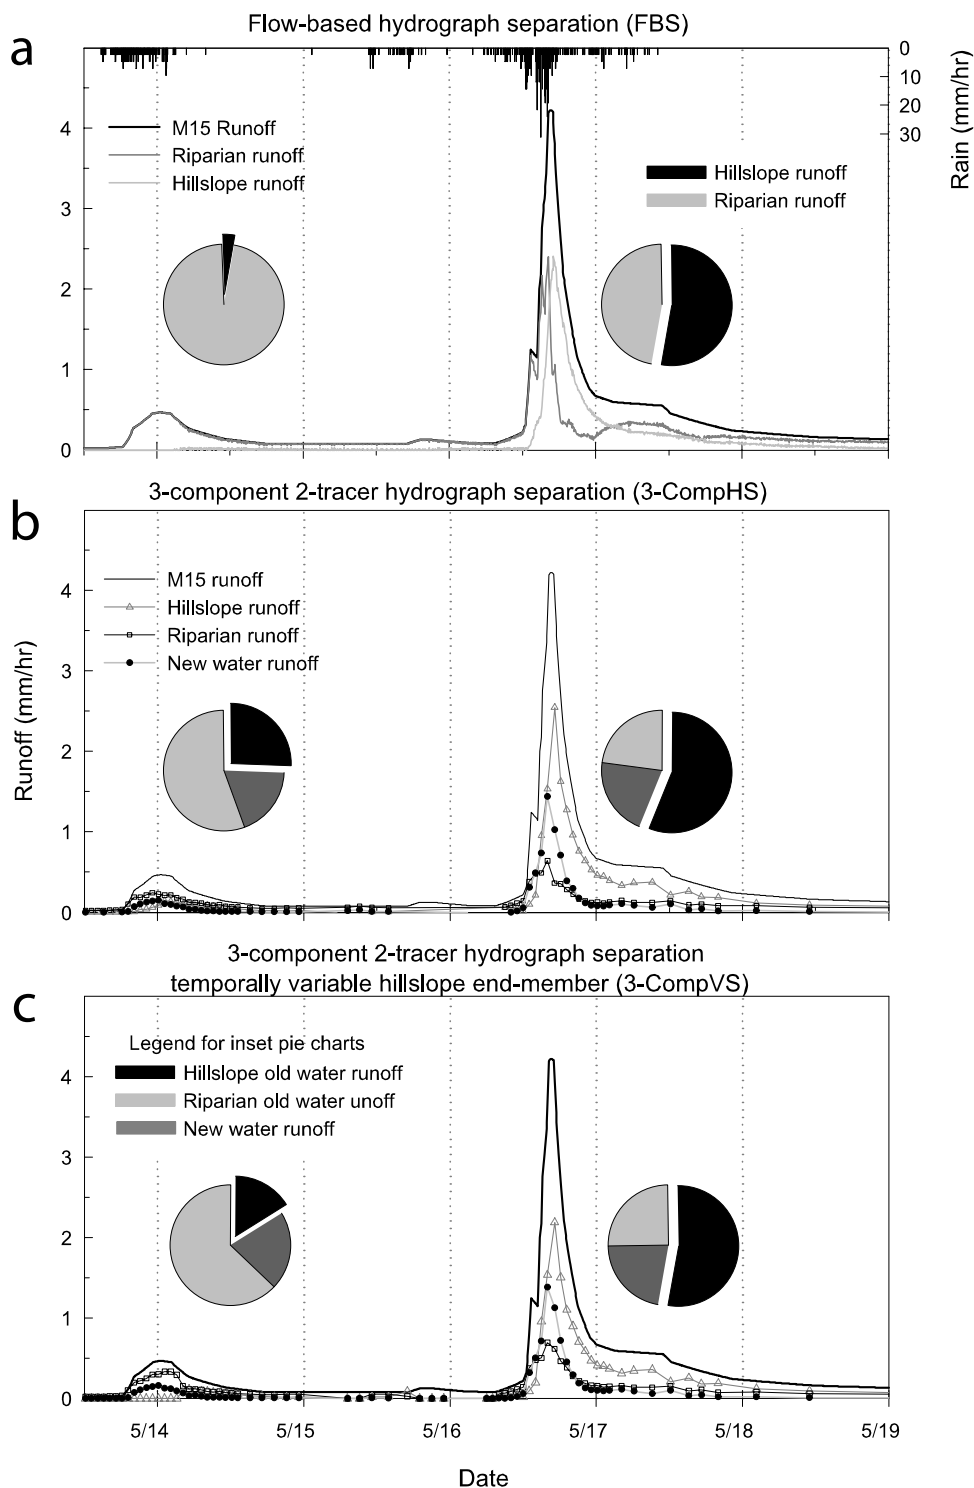 Flow-based hydrograph separation (FBS)
a
0
10
20
30
Rain (mm/hr)
4
3
2
1
0
M15 Runoff
Riparian runoff
Hillslope runoff
Hillslope runoff
Riparian runoff
3-component 2-tracer hydrograph separation (3-CompHS)
b
4
3
2
1
0
Runoff (mm/hr)
M15 runoff
Hillslope runoff
Riparian runoff
New water runoff
3-component 2-tracer hydrograph separation
temporally variable hillslope end-member (3-CompVS)
c
4
3
2
1
0
Legend for inset pie charts
Hillslope old water runoff
Riparian old water unoff
New water runoff
5/14 5/15 5/16 5/17 5/18 5/19
Date